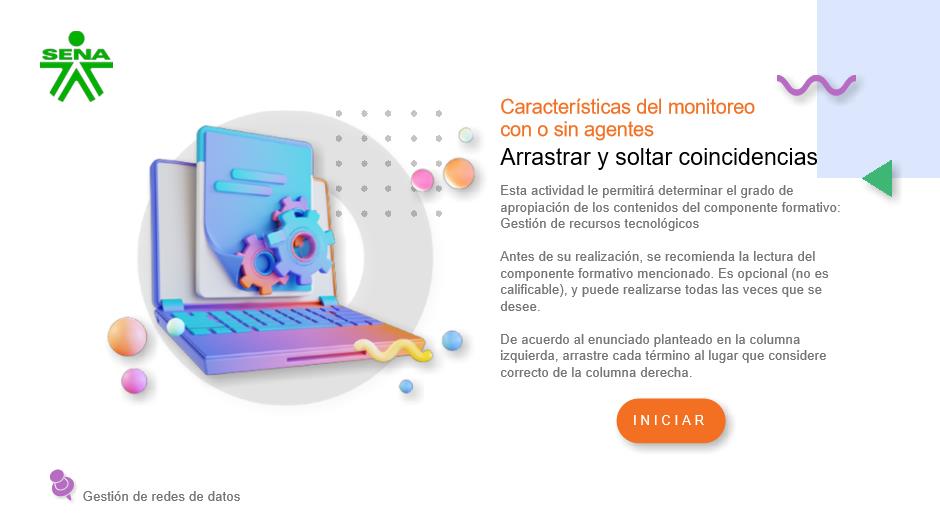 SENA
Características del monitoreo
con o sin agentes
Arrastrar y soltar coincidencias
Esta actividad le permitirá determinar el grado de
apropiación de los contenidos del componente formativo:
Gestión de recursos tecnológicos
Antes de su realización, se recomienda la lectura del
componente formativo mencionado. Es opcional (no es
calificable), y puede realizarse todas las veces que se
desee.
De acuerdo al enunciado planteado en la columna
izquierda, arrastre cada término al lugar que considere
correcto de la columna derecha.
INICIAR
Gestión de redes de datos